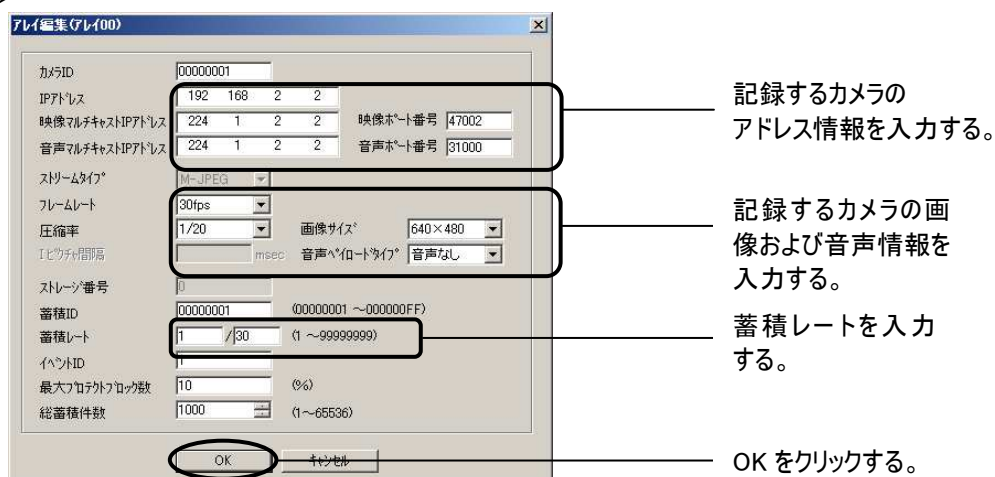 アレイ編集(アレイ00)
カメラID 00000001
IPアドレス 192 168 2 2
映像マルチキャストIPアドレス 224 1 2 2 映像ポート番号 47002
音声マルチキャストIPアドレス 224 1 2 2 音声ポート番号 31000
ストリームタイプ M-JPEG
フレームレート 30fps
圧縮率 1/20 画像サイズ 640×480
Iピクチャ間隔 msec 音声ペイロードタイプ 音声なし
ストレージ番号 0
蓄積ID 00000001 (00000001 ～000000FF)
蓄積レート 1 /30 (1 ～99999999)
イベントID 1
最大プロテクトブロック数 10 (%)
総蓄積件数 1000 (1～65536)
OK キャンセル
記録するカメラの
アドレス情報を入力する。
記録するカメラの画
像および音声情報を
入力する。
蓄積レートを入力
する。
OK をクリックする。